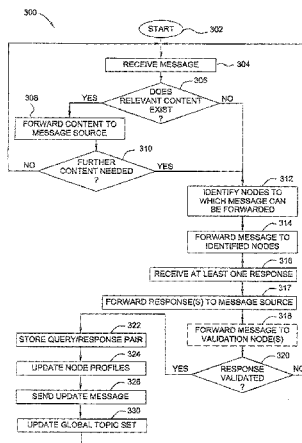 300
START
302
RECEIVE MESSAGE
304
306
DOES
RELEVANT CONTENT
EXIST
?
YES
NO
308
FORWARD CONTENT TO
MESSAGE SOURCE
310
FURTHER
CONTENT NEEDED
?
NO
YES
312
IDENTIFY NODES TO
WHICH MESSAGE CAN
BE FORWARDED
314
FORWARD MESSAGE TO
IDENTIFIED NODES
316
RECEIVE AT LEAST ONE RESPONSE
317
FORWARD RESPONSE(S) TO MESSAGE SOURCE
318
FORWARD MESSAGE TO
VALIDATION NODE(S)
320
RESPONSE
VALIDATED
?
YES
NO
322
STORE QUERY/RESPONSE PAIR
324
UPDATE NODE PROFILES
326
SEND UPDATE MESSAGE
330
UPDATE GLOBAL TOPIC SET